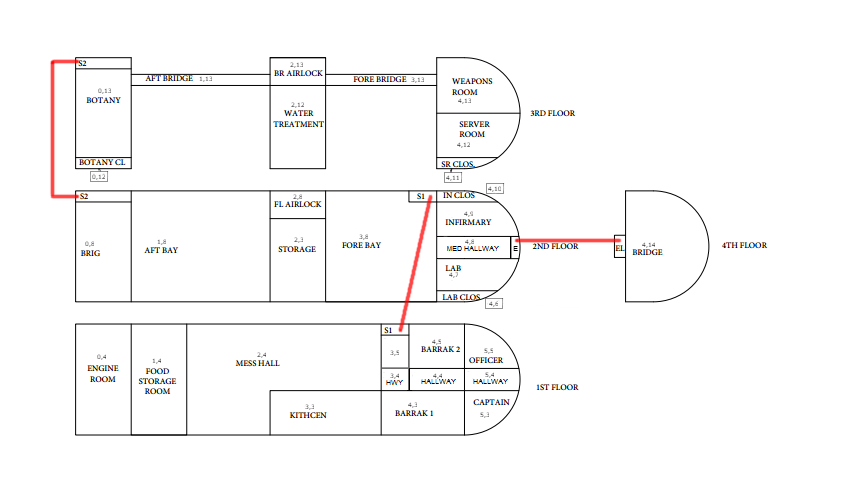 S2
2,13
BR AIRLOCK
AFT BRIDGE 1,13
FORE BRIDGE 3,13
WEAPONS
ROOM
4,13
0,13
BOTANY
2,12
WATER
TREATMENT
3RD FLOOR
SERVER
ROOM
4,12
BOTANY CL
SR CLOS
0,12
4,11
4,10
S2
2,8
FL AIRLOCK
S1
IN CLOS
4,9
INFIRMARY
0,8
BRIG
1,8
AFT BAY
2,3
STORAGE
3,8
FORE BAY
4,8
MED HALLWAY
E
2ND FLOOR
EL
4,14
BRIDGE
4TH FLOOR
LAB
4,7
LAB CLOS
4,6
S1
0,4
ENGINE
ROOM
1,4
FOOD
STORAGE
ROOM
2,4
MESS HALL
3,5
4,5
BARRAK 2
5,5
OFFICER
3,4
HWY
4,4
HALLWAY
5,4
HALLWAY
1ST FLOOR
3,3
KITHCEN
4,3
BARRAK 1
CAPTAIN
5,3